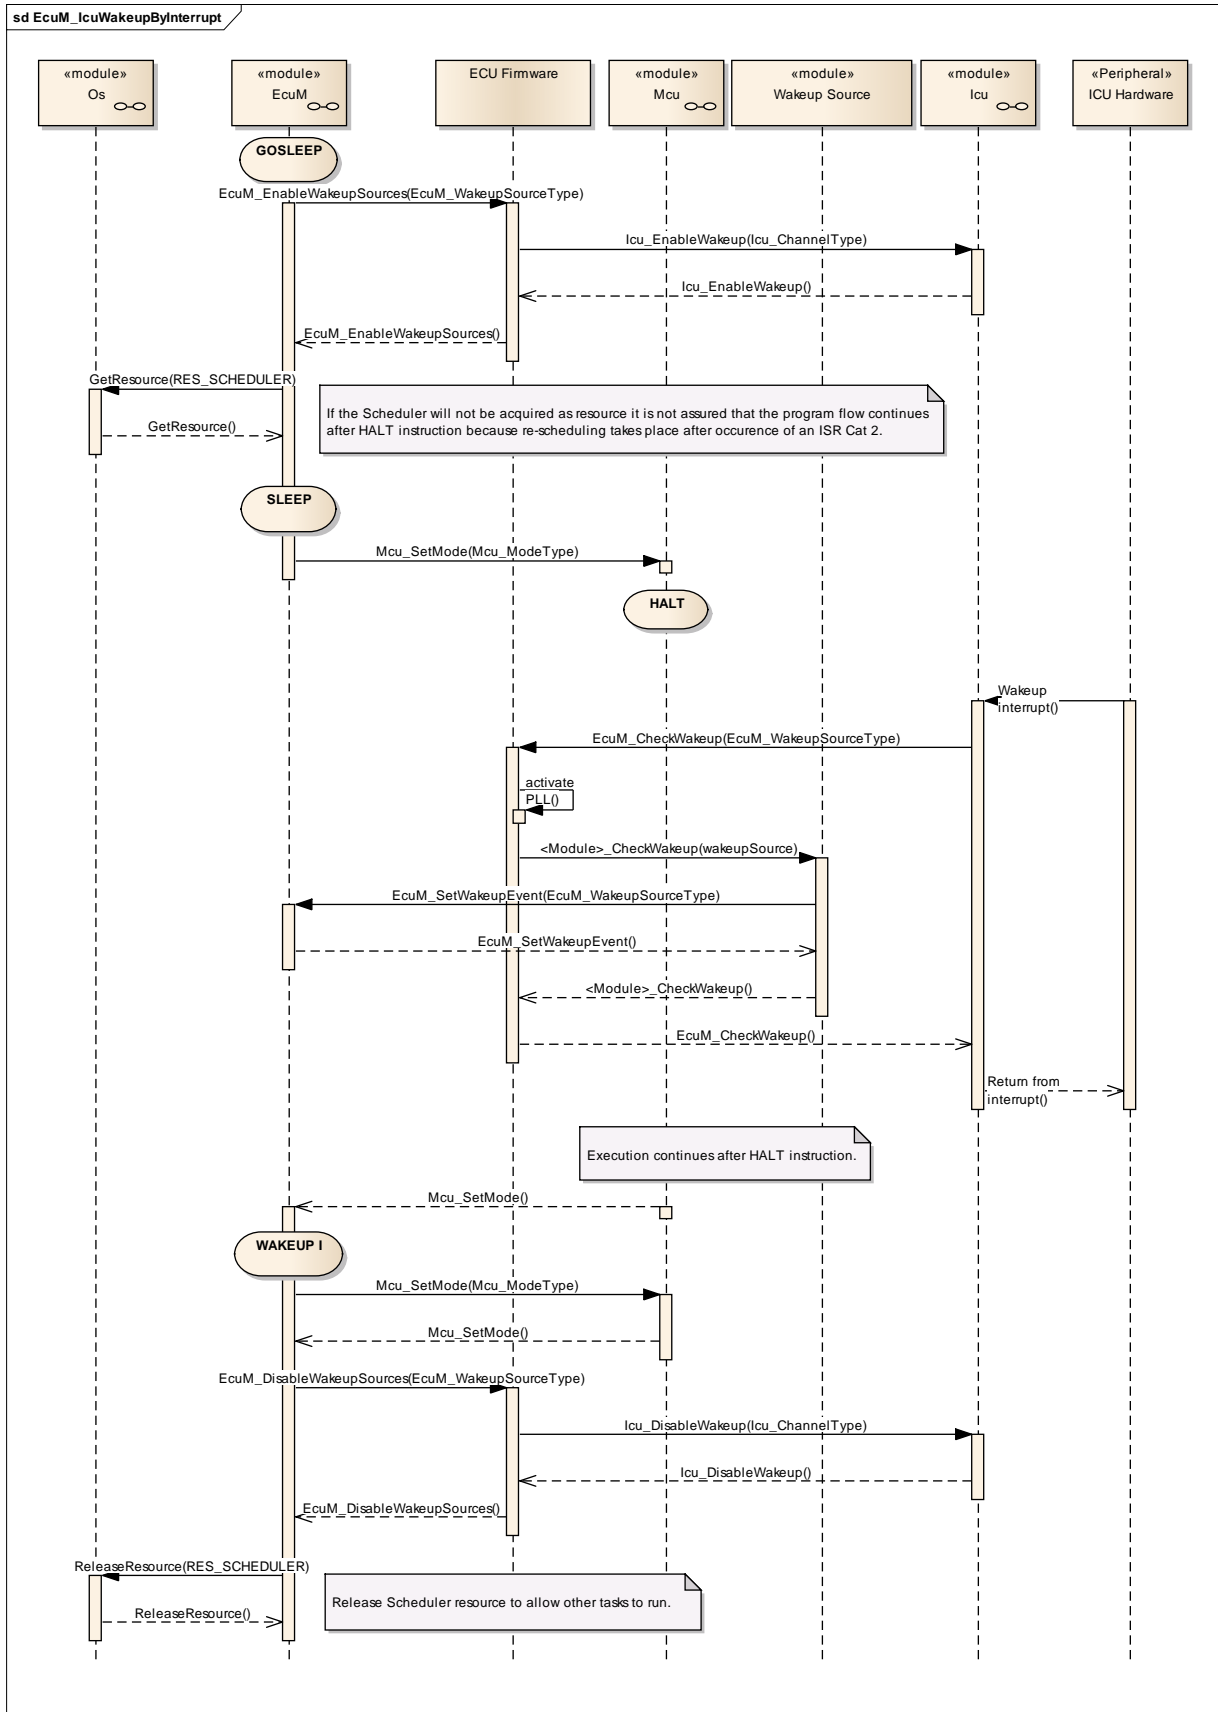 sd EcuM_IcuWakeupByInterrupt
«module»
Os
«module»
EcuM
ECU Firmware
«module»
Mcu
«module»
Wakeup Source
«module»
Icu
«Peripheral»
ICU Hardware
GOSLEEP
EcuM_EnableWakeupSources(EcuM_WakeupSourceType)
Icu_EnableWakeup(Icu_ChannelType)
Icu_EnableWakeup()
EcuM_EnableWakeupSources()
GetResource(RES_SCHEDULER)
If the Scheduler will not be acquired as resource it is not assured that the program flow continues
after HALT instruction because re-scheduling takes place after occurence of an ISR Cat 2.
GetResource()
SLEEP
Mcu_SetMode(Mcu_ModeType)
HALT
Wakeup
interrupt()
EcuM_CheckWakeup(EcuM_WakeupSourceType)
activate
PLL()
<Module>_CheckWakeup(wakeupSource)
EcuM_SetWakeupEvent(EcuM_WakeupSourceType)
EcuM_SetWakeupEvent()
<Module>_CheckWakeup()
EcuM_CheckWakeup()
Return from
interrupt()
Execution continues after HALT instruction.
Mcu_SetMode()
WAKEUP I
Mcu_SetMode(Mcu_ModeType)
Mcu_SetMode()
EcuM_DisableWakeupSources(EcuM_WakeupSourceType)
Icu_DisableWakeup(Icu_ChannelType)
Icu_DisableWakeup()
EcuM_DisableWakeupSources()
ReleaseResource(RES_SCHEDULER)
Release Scheduler resource to allow other tasks to run.
ReleaseResource()